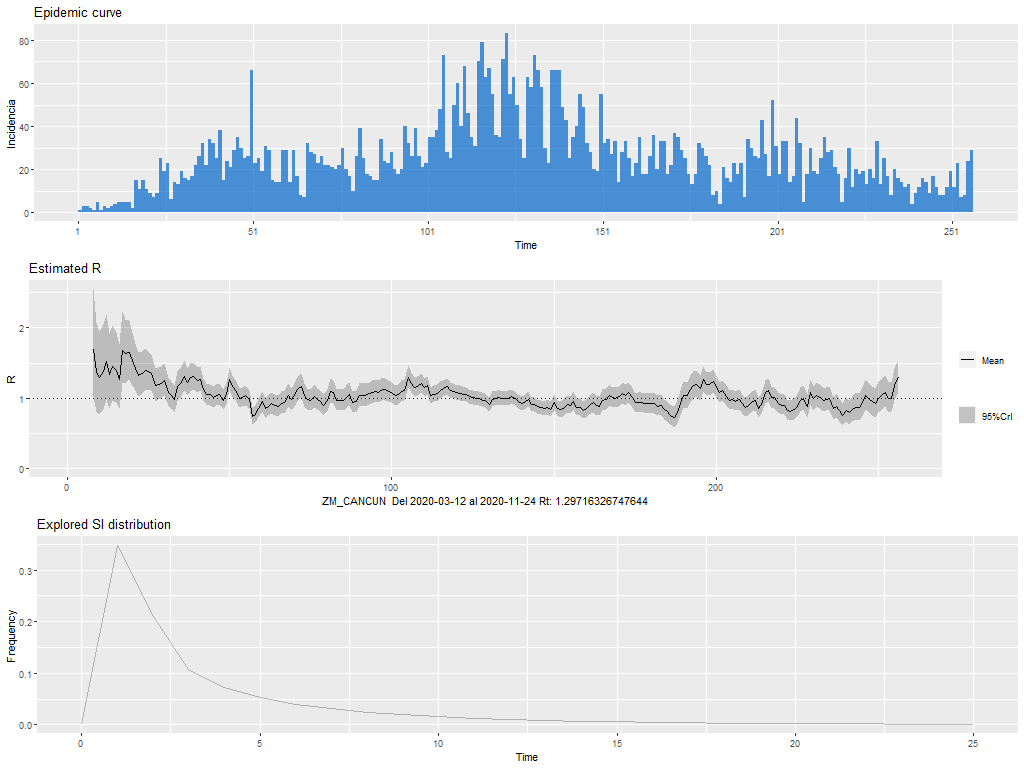 Epidemic curve
80
60
40
20
0
Incidencia
1
51
101
151
201
251
Time
Estimated R
2
1
0
R
0
100
200
ZM_CANCUN Del 2020-03-12 al 2020-11-24 Rt: 1.29716326747644
Mean
95%CrI
Explored SI distribution
0.3
0.2
0.1
0.0
Frequency
0
5
10
15
20
25
Time